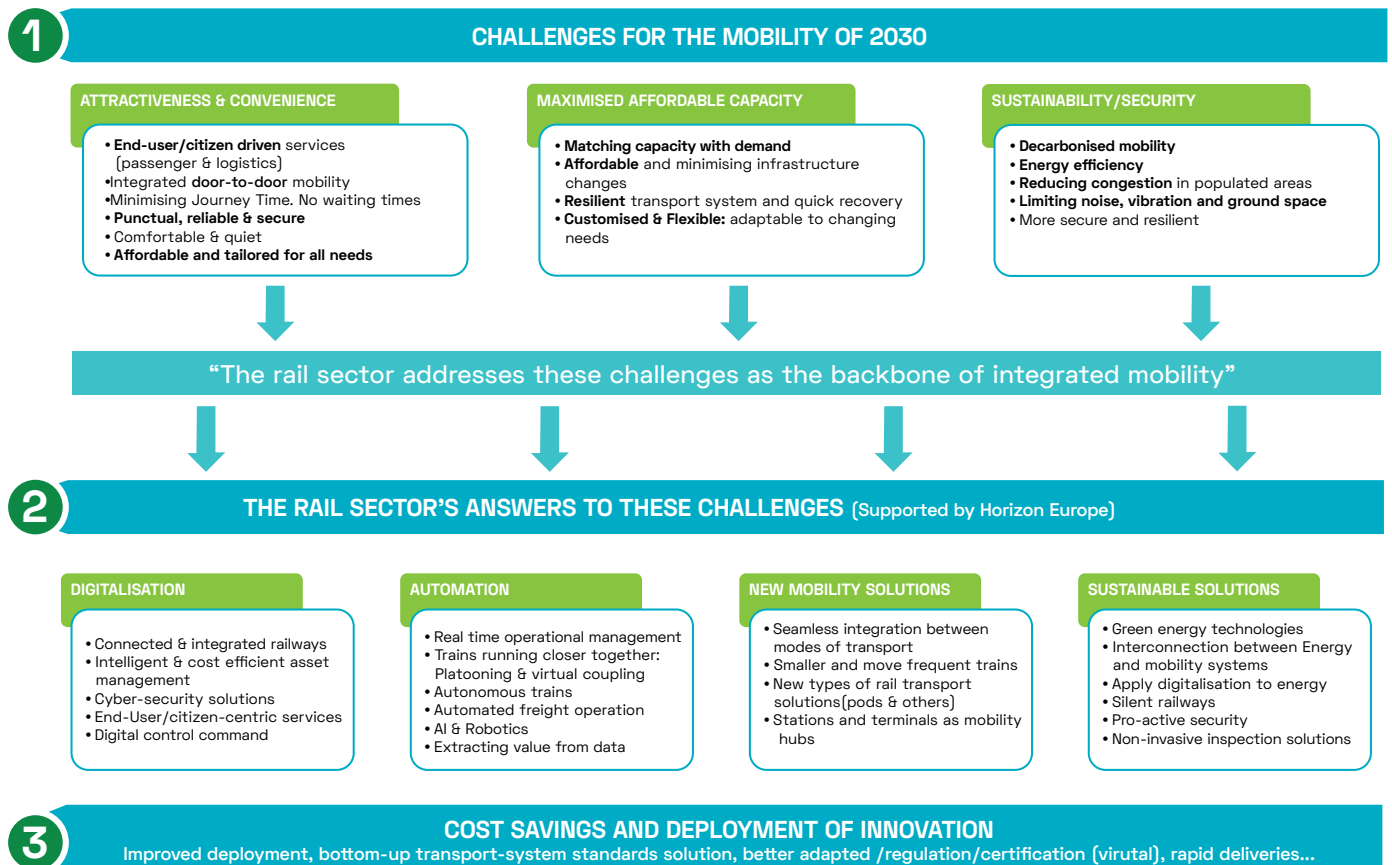 1
CHALLENGES FOR THE MOBILITY OF 2030
ATTRACTIVENESS & CONVENIENCE
• End-user/citizen driven services
(passenger & logistics)
•Integrated door-to-door mobility
•Minimising Journey Time. No waiting times
• Punctual, reliable & secure
• Comfortable & quiet
• Affordable and tailored for all needs
MAXIMISED AFFORDABLE CAPACITY
• Matching capacity with demand
• Affordable and minimising infrastructure
changes
• Resilient transport system and quick recovery
• Customised & Flexible: adaptable to changing
needs
SUSTAINABILITY/SECURITY
• Decarbonised mobility
• Energy efficiency
• Reducing congestion in populated areas
• Limiting noise, vibration and ground space
• More secure and resilient
“The rail sector addresses these challenges as the backbone of integrated mobility”
2
THE RAIL SECTOR’S ANSWERS TO THESE CHALLENGES (Supported by Horizon Europe)
DIGITALISATION
• Connected & integrated railways
• Intelligent & cost efficient asset
management
• Cyber-security solutions
• End-User/citizen-centric services
• Digital control command
AUTOMATION
• Real time operational management
• Trains running closer together:
Platooning & virtual coupling
• Autonomous trains
• Automated freight operation
• AI & Robotics
• Extracting value from data
NEW MOBILITY SOLUTIONS
• Seamless integration between
modes of transport
• Smaller and move frequent trains
• New types of rail transport
solutions(pods & others)
• Stations and terminals as mobility
hubs
SUSTAINABLE SOLUTIONS
• Green energy technologies
• Interconnection between Energy
and mobility systems
• Apply digitalisation to energy
• Silent railways
• Pro-active security
• Non-invasive inspection solutions
3
COST SAVINGS AND DEPLOYMENT OF INNOVATION
Improved deployment, bottom-up transport-system standards solution, better adapted /regulation/certification (virutal), rapid deliveries...